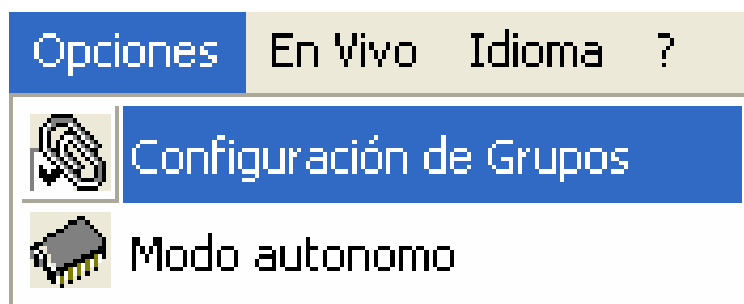 Opciones En Vivo Idioma ?
Configuración de Grupos
Modo autonomo